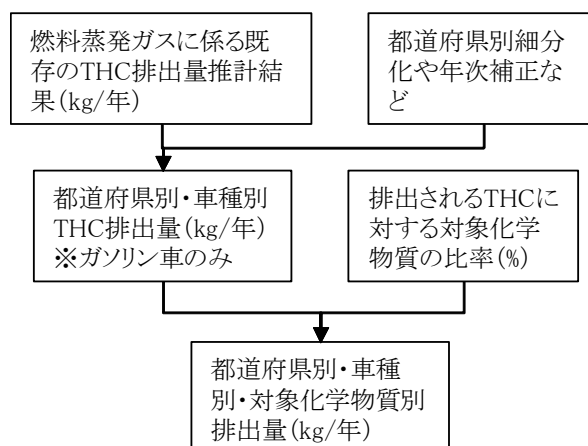 燃料蒸発ガスに係る既
存のTHC排出量推計結
果(kg/年)
都道府県別細分
化や年次補正な
ど
都道府県別・車種別
THC排出量(kg/年)
※ガソリン車のみ
排出されるTHCに
対する対象化学
物質の比率(%)
都道府県別・車種
別・対象化学物質別
排出量(kg/年)